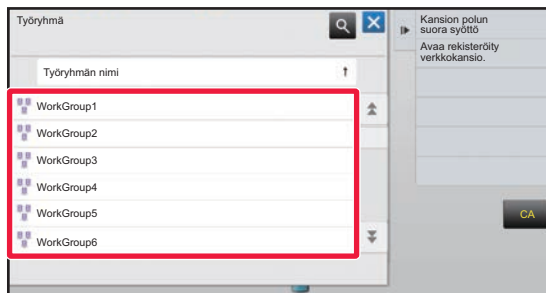 Työryhmä
Työryhmän nimi
WorkGroup1
WorkGroup2
WorkGroup3
WorkGroup4
WorkGroup5
WorkGroup6
Kansion polun
suora syöttö
Avaa rekisteröity
verkkokansio.
CA